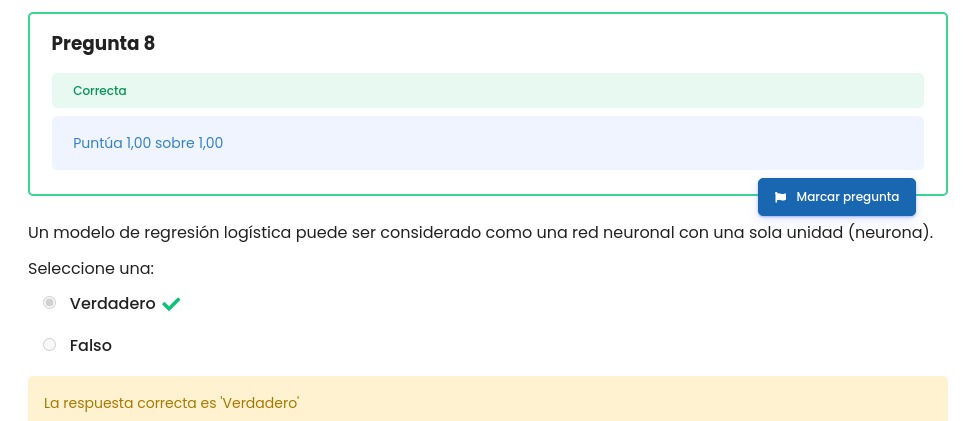 Pregunta 8
Correcta
Puntúa 1,00 sobre 1,00
Marcar pregunta
Un modelo de regresión logística puede ser considerado como una red neuronal con una sola unidad (neurona).
Seleccione una:
Verdadero
Falso
La respuesta correcta es 'Verdadero'